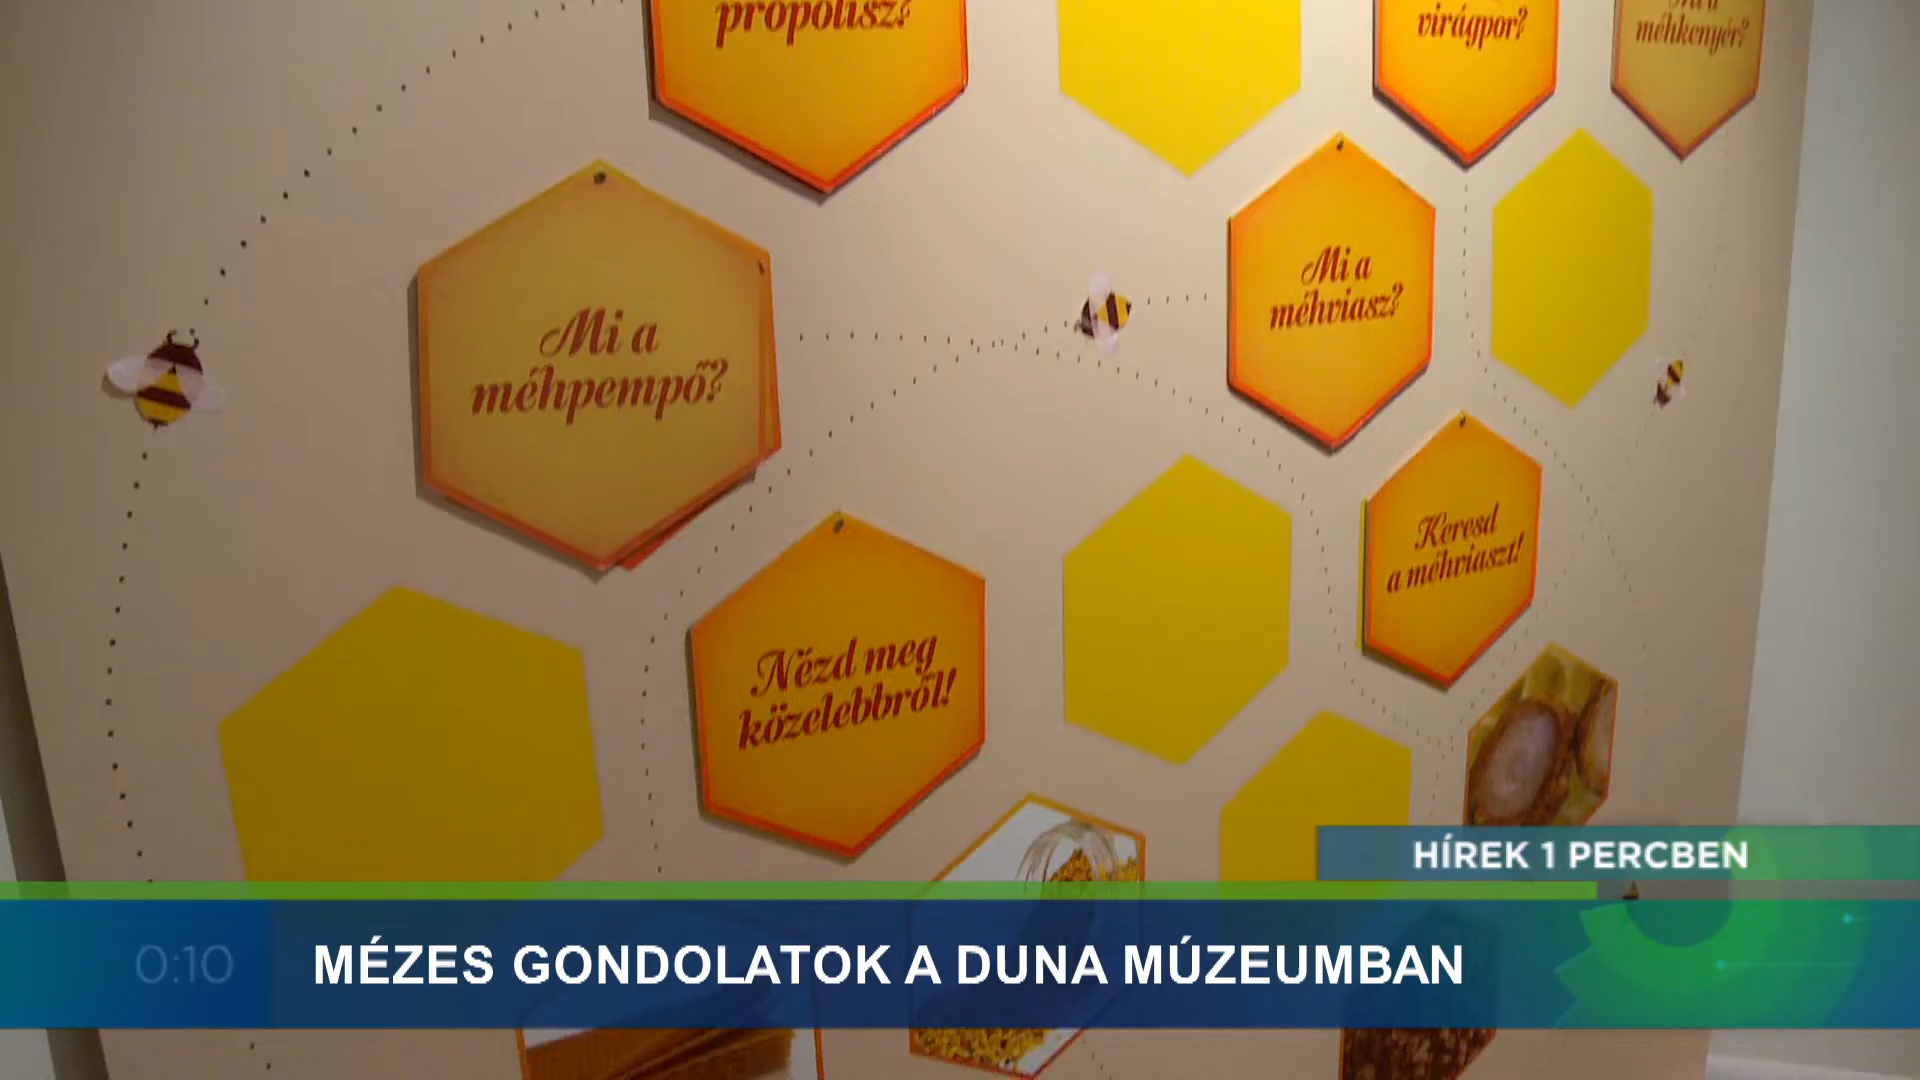 propolisz?
virágpor?
Mi a
méhkenyér?
Mi a
méhviasz?
Mi a
méhpempő?
Keresd
a méhviaszt!
Nézd meg
közelebbről!
HÍREK 1 PERCBEN
0:10
MÉZES GONDOLATOK A DUNA MÚZEUMBAN